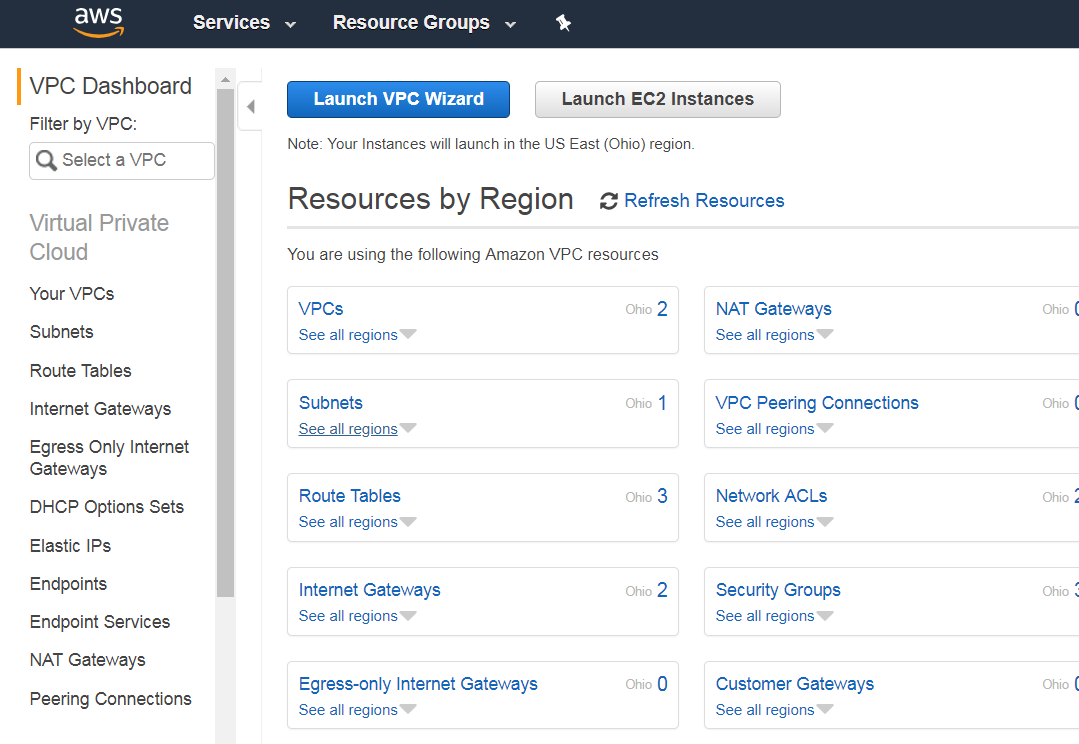 aws
Services
Resource Groups
VPC Dashboard
Filter by VPC:
Select a VPC
Virtual Private
Cloud
Your VPCs
Subnets
Route Tables
Internet Gateways
Egress Only Internet
Gateways
DHCP Options Sets
Elastic IPs
Endpoints
Endpoint Services
NAT Gateways
Peering Connections
Launch VPC Wizard
Launch EC2 Instances
Note: Your Instances will launch in the US East (Ohio) region.
Resources by Region
Refresh Resources
You are using the following Amazon VPC resources
VPCs Ohio 2
See all regions
NAT Gateways Ohio
See all regions
Subnets Ohio 1
See all regions
VPC Peering Connections Ohio
See all regions
Route Tables Ohio 3
See all regions
Network ACLs Ohio
See all regions
Internet Gateways Ohio 2
See all regions
Security Groups Ohio
See all regions
Egress-only Internet Gateways Ohio 0
See all regions
Customer Gateways Ohio
See all regions